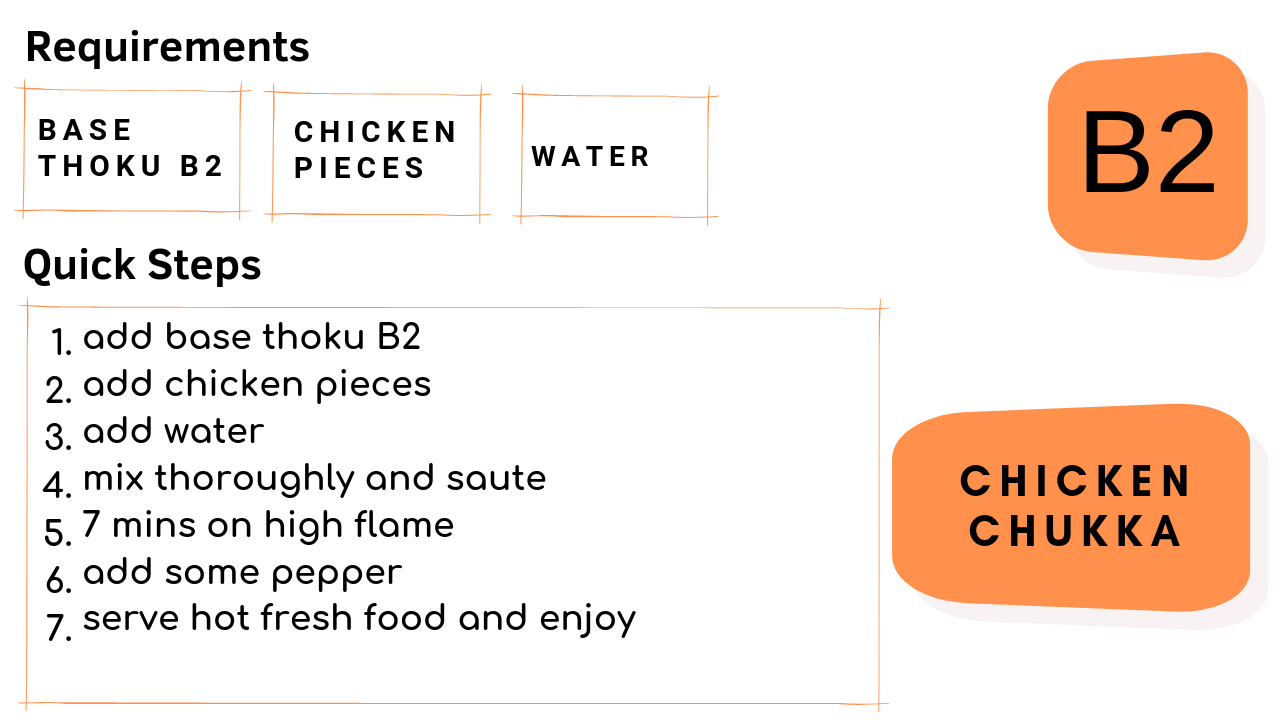 Requirements
BASE
THOKU B2
CHICKEN
PIECES
WATER
B2
Quick Steps
1. add base thoku B2
2. add chicken pieces
3. add water
4. mix thoroughly and saute
5. 7 mins on high flame
6. add some pepper
7. serve hot fresh food and enjoy
CHICKEN
CHUKKA